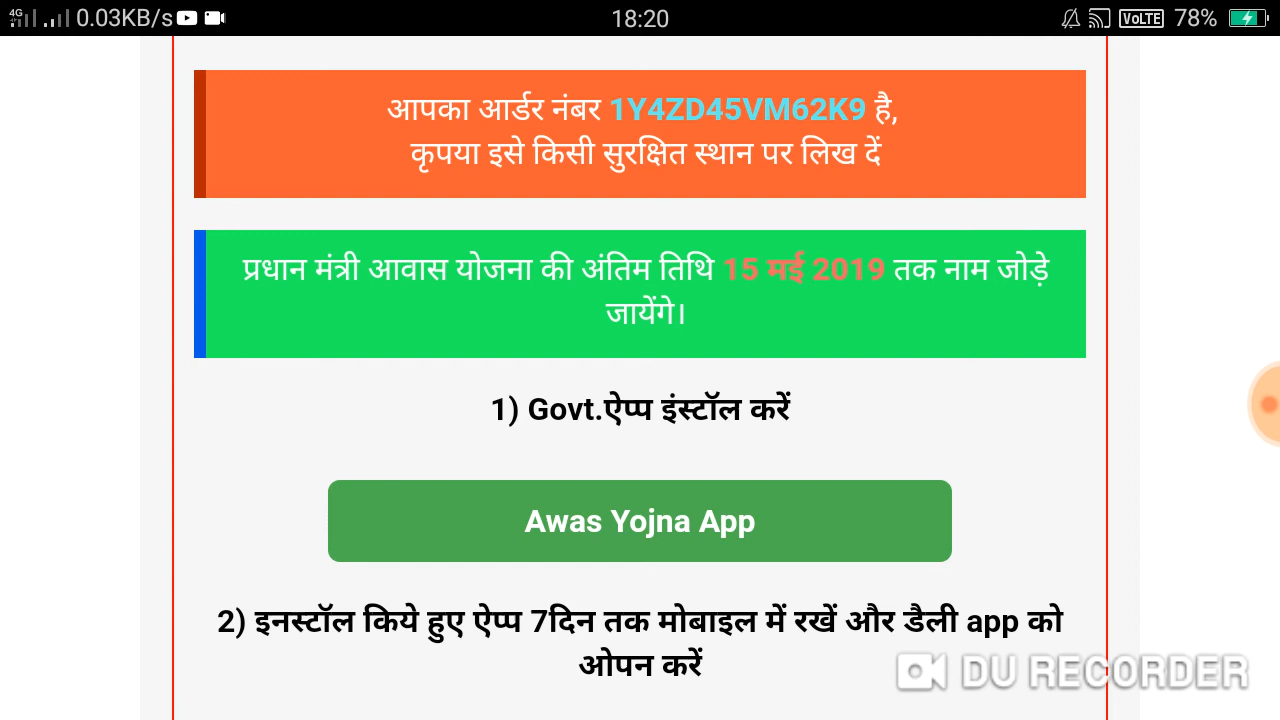 4G 0.03KB/s 18:20 VoLTE 78%
आपका आर्डर नंबर 1Y4ZD45VM62K9 है,
कृपया इसे किसी सुरक्षित स्थान पर लिख दें
प्रधान मंत्री आवास योजना की अंतिम तिथि 15 मई 2019 तक नाम जोड़े
जायेंगे।
1) Govt.ऐप्प इंस्टॉल करें
Awas Yojna App
2) इनस्टॉल किये हुए ऐप्प 7दिन तक मोबाइल में रखें और डैली app को
ओपन करें
DU RECORDER